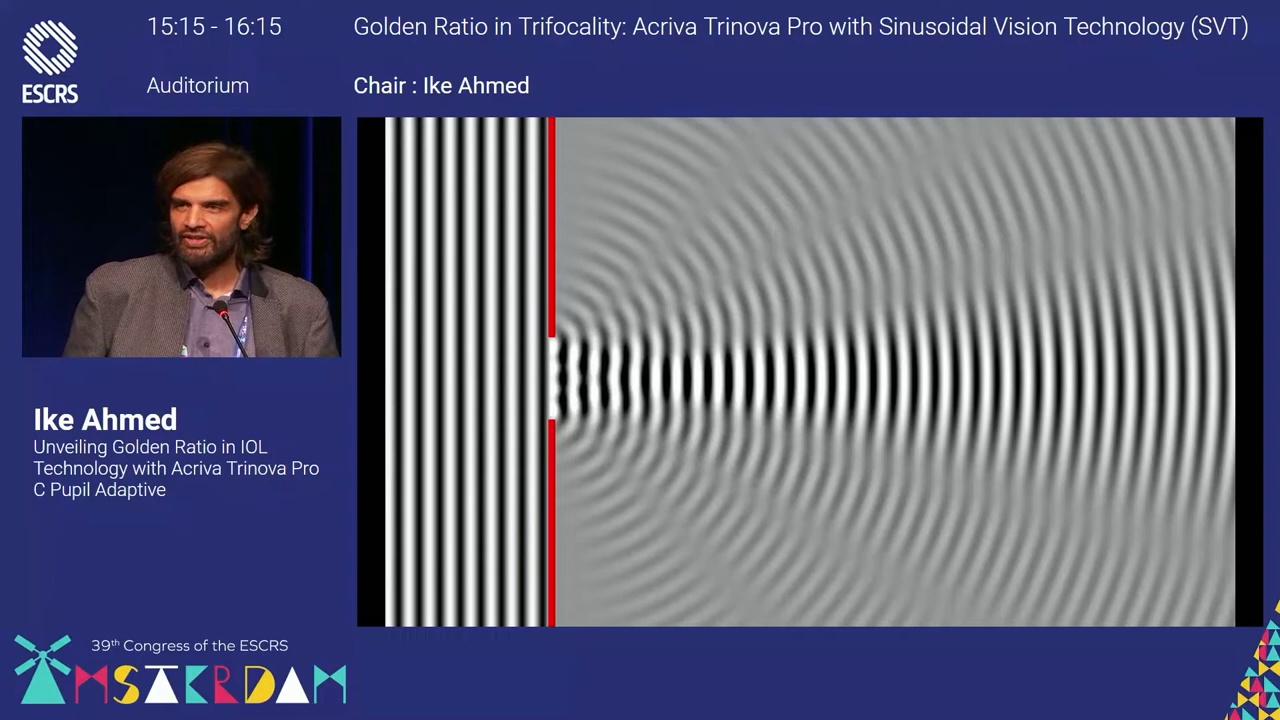 15:15 - 16:15
Golden Ratio in Trifocality: Acriva Trinova Pro with Sinusoidal Vision Technology (SVT)
ESCRS
Auditorium
Chair : Ike Ahmed
Ike Ahmed
Unveiling Golden Ratio in IOL
Technology with Acriva Trinova Pro
C Pupil Adaptive
39th Congress of the ESCRS
AMSTERDAM